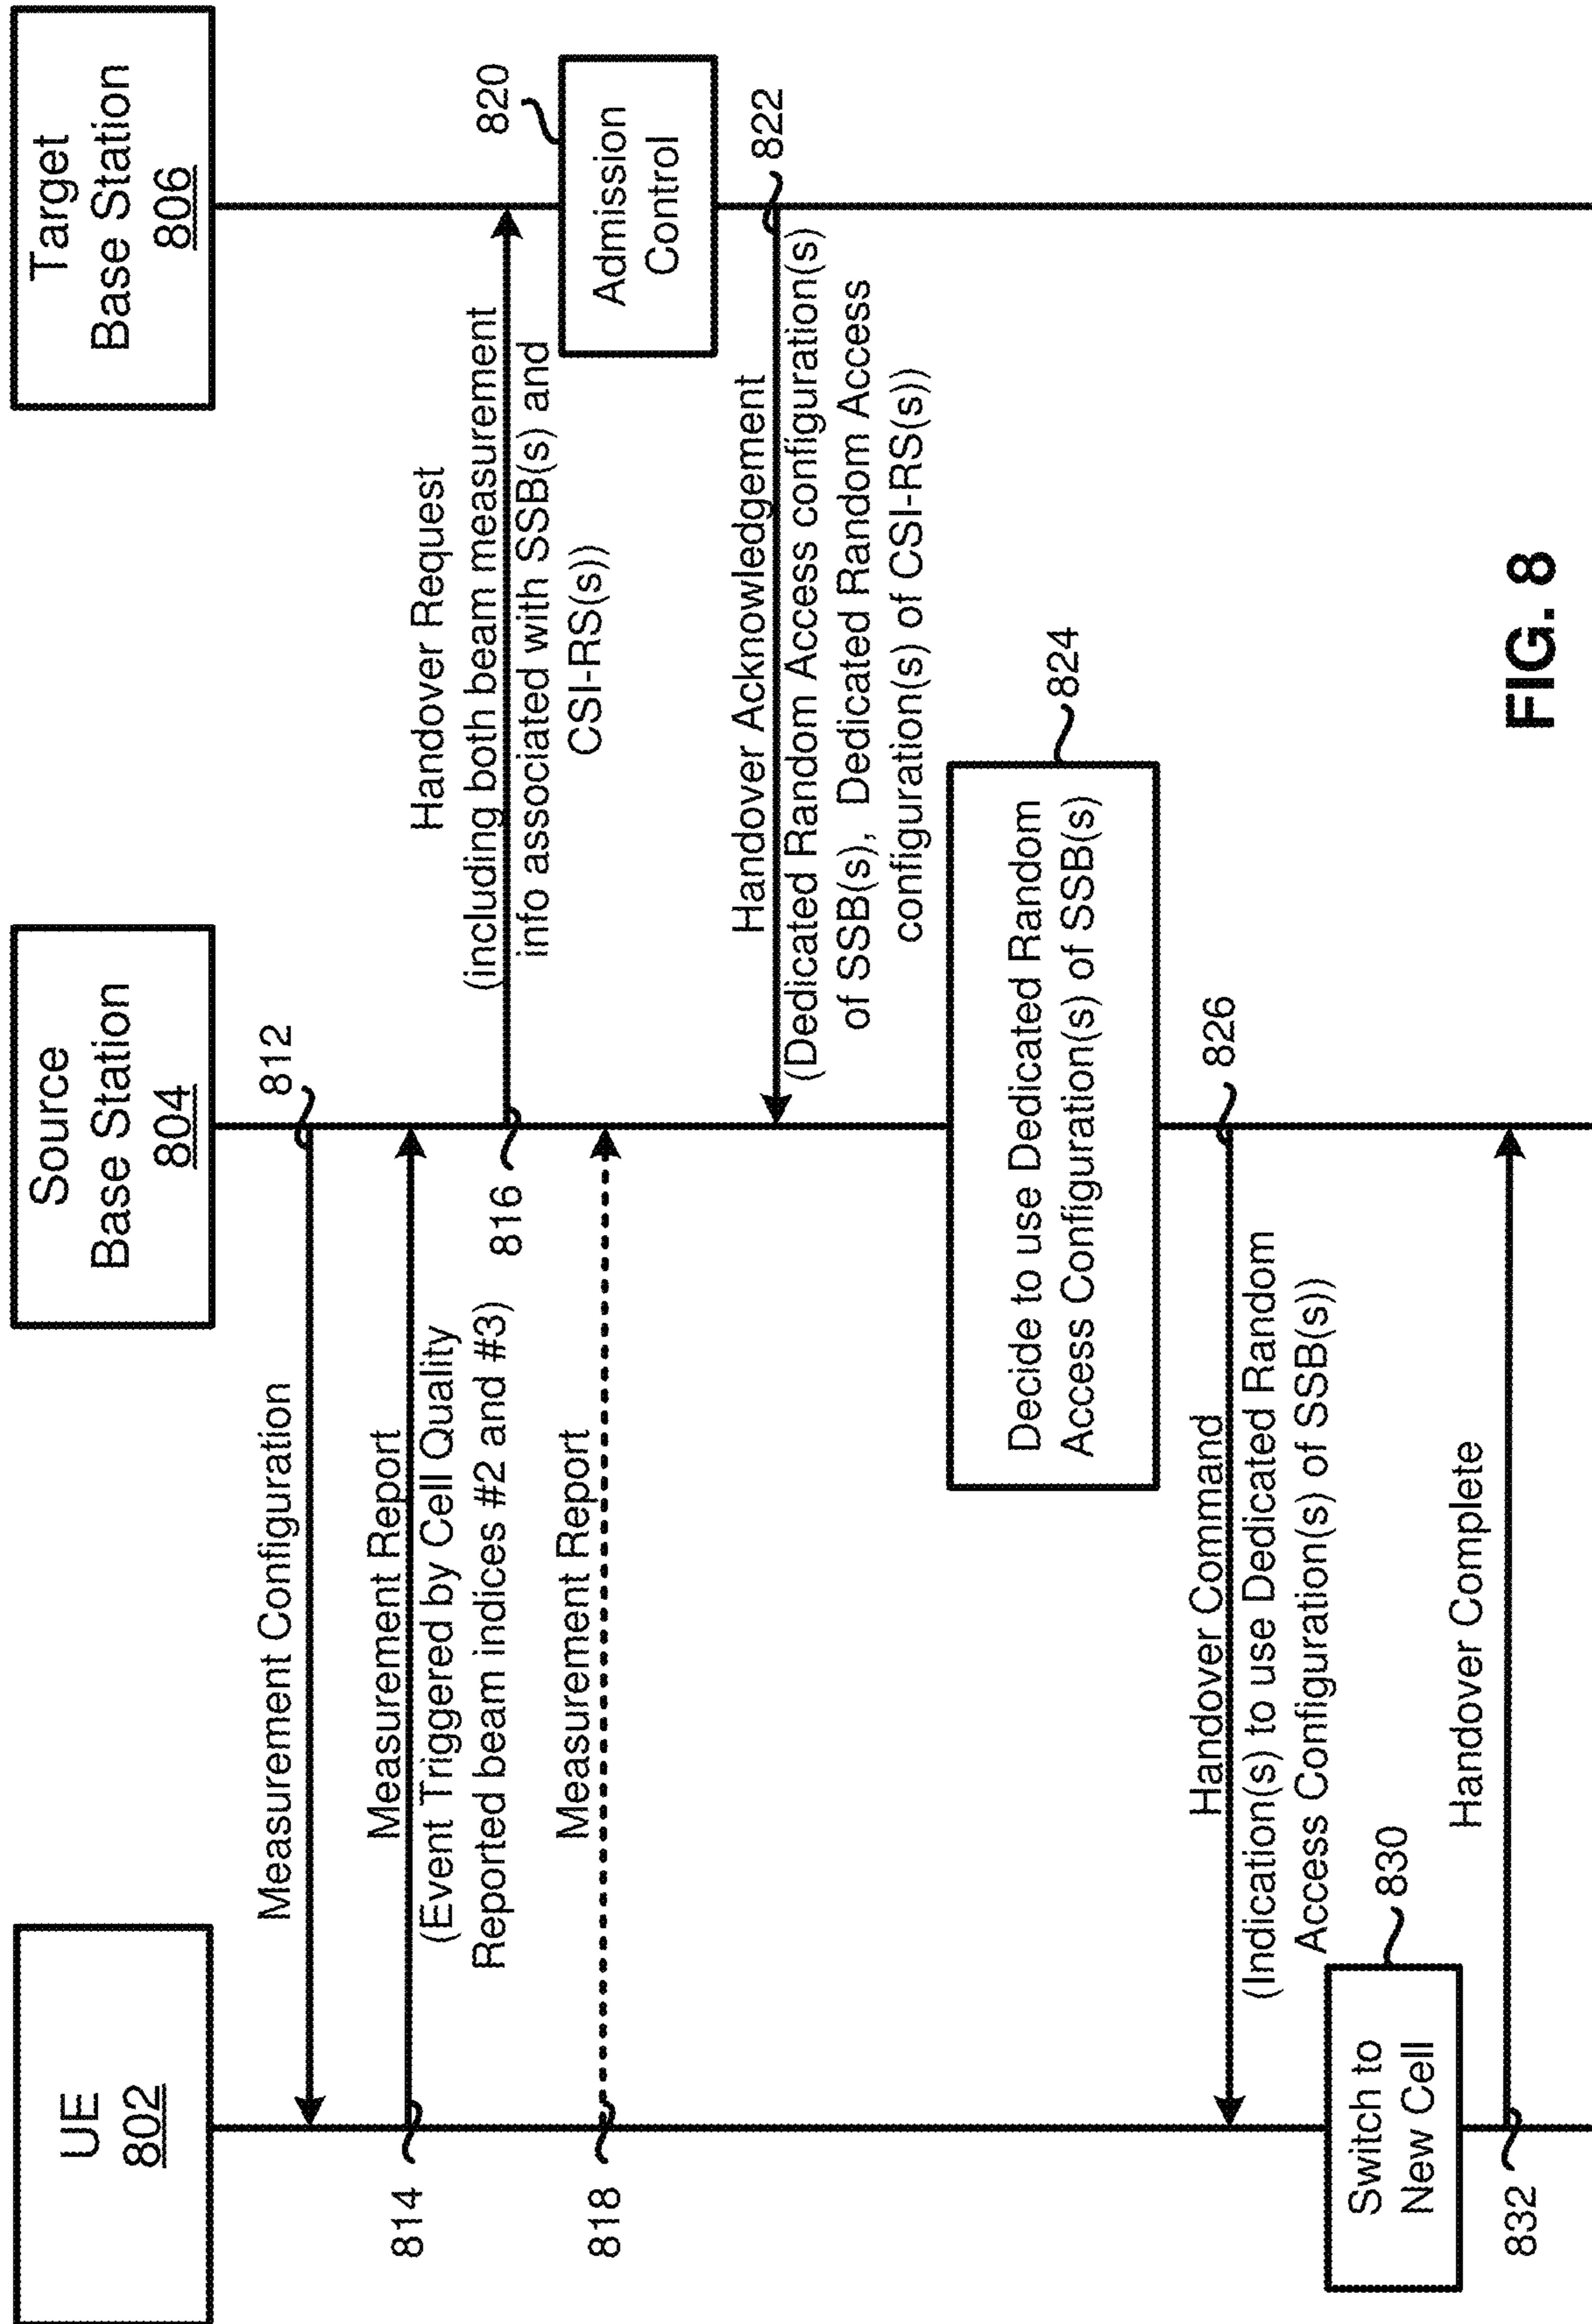 UE
802
Source
Base Station
804
Target
Base Station
806
812
Measurement Configuration
814
Measurement Report
(Event Triggered by Cell Quality
Reported beam indices #2 and #3)
816
Handover Request
(including both beam measurement
info associated with SSB(s) and
CSI-RS(s))
818
Measurement Report
820
Admission
Control
822
Handover Acknowledgement
(Dedicated Random Access configuration(s)
of SSB(s), Dedicated Random Access
configuration(s) of CSI-RS(s))
824
Decide to use Dedicated Random
Access Configuration(s) of SSB(s)
826
Handover Command
(Indication(s) to use Dedicated Random
Access Configuration(s) of SSB(s))
830
Switch to
New Cell
832
Handover Complete
FIG. 8